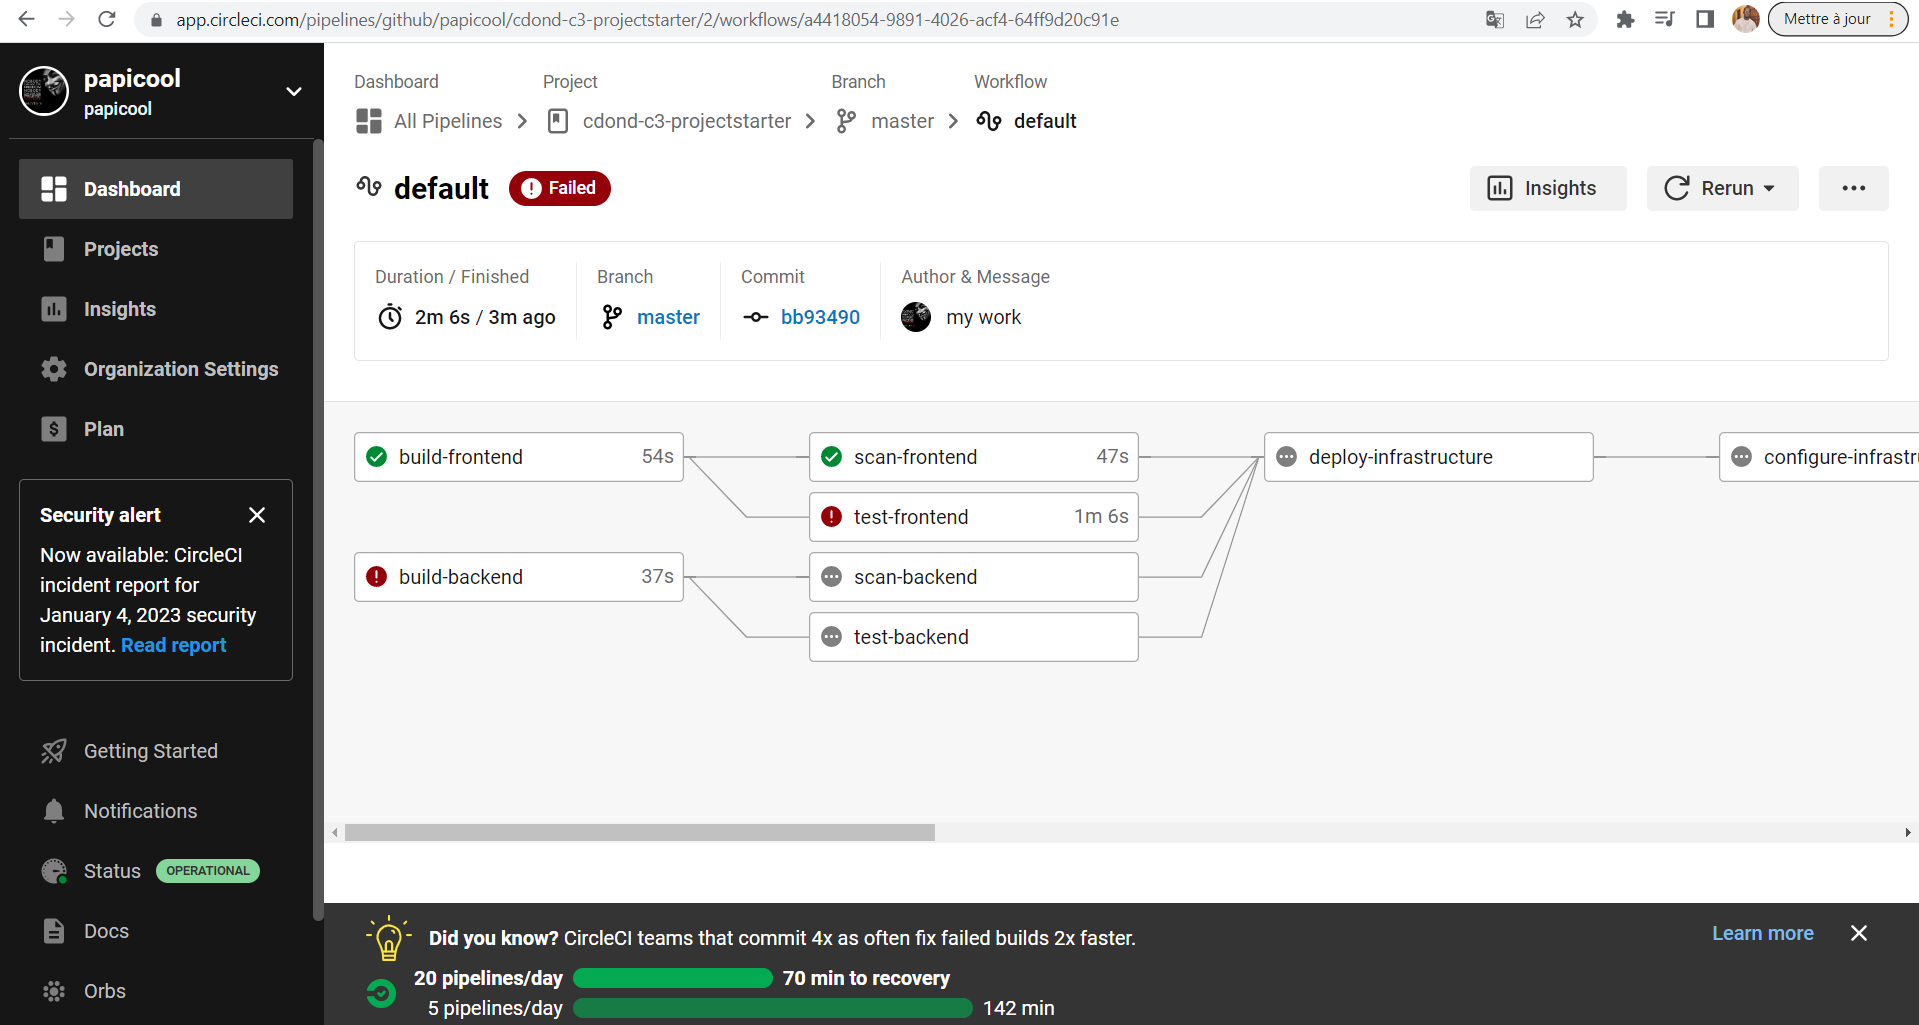 app.circleci.com/pipelines/github/papicool/cdond-c3-projectstarter/2/workflows/a4418054-9891-4026-acf4-64ff9d20c91e
Mettre à jour
papicool
papicool
Dashboard
Projects
Insights
Organization Settings
Plan
Security alert
Now available: CircleCI
incident report for
January 4, 2023 security
incident. Read report
Getting Started
Notifications
Status OPERATIONAL
Docs
Orbs
Dashboard Project Branch Workflow
All Pipelines cdond-c3-projectstarter master default
default Failed
Insights Rerun
Duration / Finished Branch Commit Author & Message
2m 6s / 3m ago master bb93490 my work
build-frontend 54s scan-frontend 47s deploy-infrastructure configure-infrastr
test-frontend 1m 6s
build-backend 37s scan-backend
test-backend
Did you know? CircleCI teams that commit 4x as often fix failed builds 2x faster.
Learn more
20 pipelines/day 70 min to recovery
5 pipelines/day 142 min